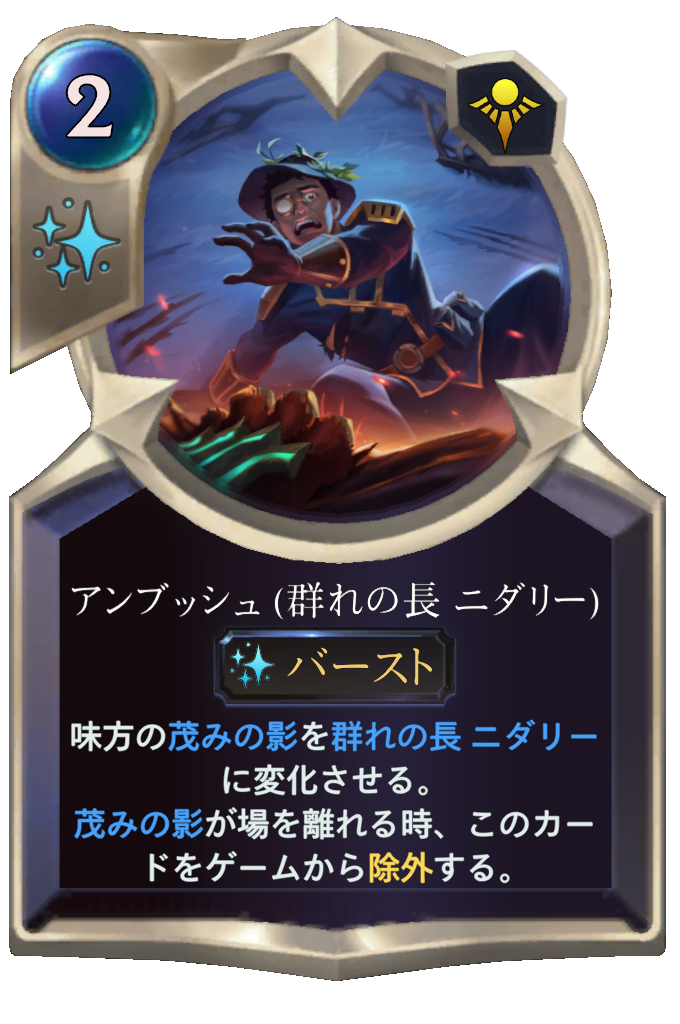 2
アンブッシュ (群れの長 ニダリー)
バースト
味方の茂みの影を群れの長 ニダリー
に変化させる。
茂みの影が場を離れる時、このカー
ドをゲームから除外する。